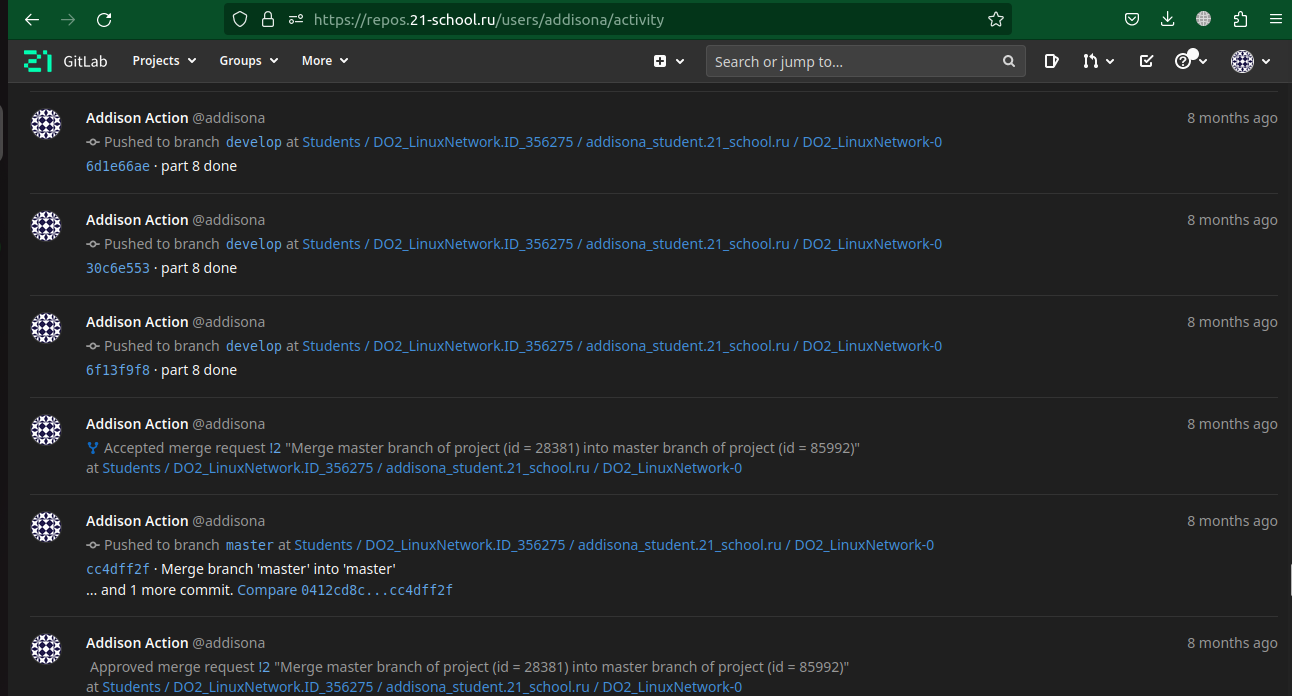 https://repos.21-school.ru/users/addisona/activity
21 GitLab Projects Groups More Search or jump to...
Addison Action @addisona 8 months ago
Pushed to branch develop at Students / DO2_LinuxNetwork.ID_356275 / addisona_student.21_school.ru / DO2_LinuxNetwork-0
6d1e66ae · part 8 done
Addison Action @addisona 8 months ago
Pushed to branch develop at Students / DO2_LinuxNetwork.ID_356275 / addisona_student.21_school.ru / DO2_LinuxNetwork-0
30c6e553 · part 8 done
Addison Action @addisona 8 months ago
Pushed to branch develop at Students / DO2_LinuxNetwork.ID_356275 / addisona_student.21_school.ru / DO2_LinuxNetwork-0
6f13f9f8 · part 8 done
Addison Action @addisona 8 months ago
Accepted merge request !2 "Merge master branch of project (id = 28381) into master branch of project (id = 85992)"
at Students / DO2_LinuxNetwork.ID_356275 / addisona_student.21_school.ru / DO2_LinuxNetwork-0
Addison Action @addisona 8 months ago
Pushed to branch master at Students / DO2_LinuxNetwork.ID_356275 / addisona_student.21_school.ru / DO2_LinuxNetwork-0
cc4dff2f · Merge branch 'master' into 'master'
... and 1 more commit. Compare 0412cd8c...cc4dff2f
Addison Action @addisona 8 months ago
Approved merge request !2 "Merge master branch of project (id = 28381) into master branch of project (id = 85992)"
at Students / DO2_LinuxNetwork.ID_356275 / addisona_student.21_school.ru / DO2_LinuxNetwork-0